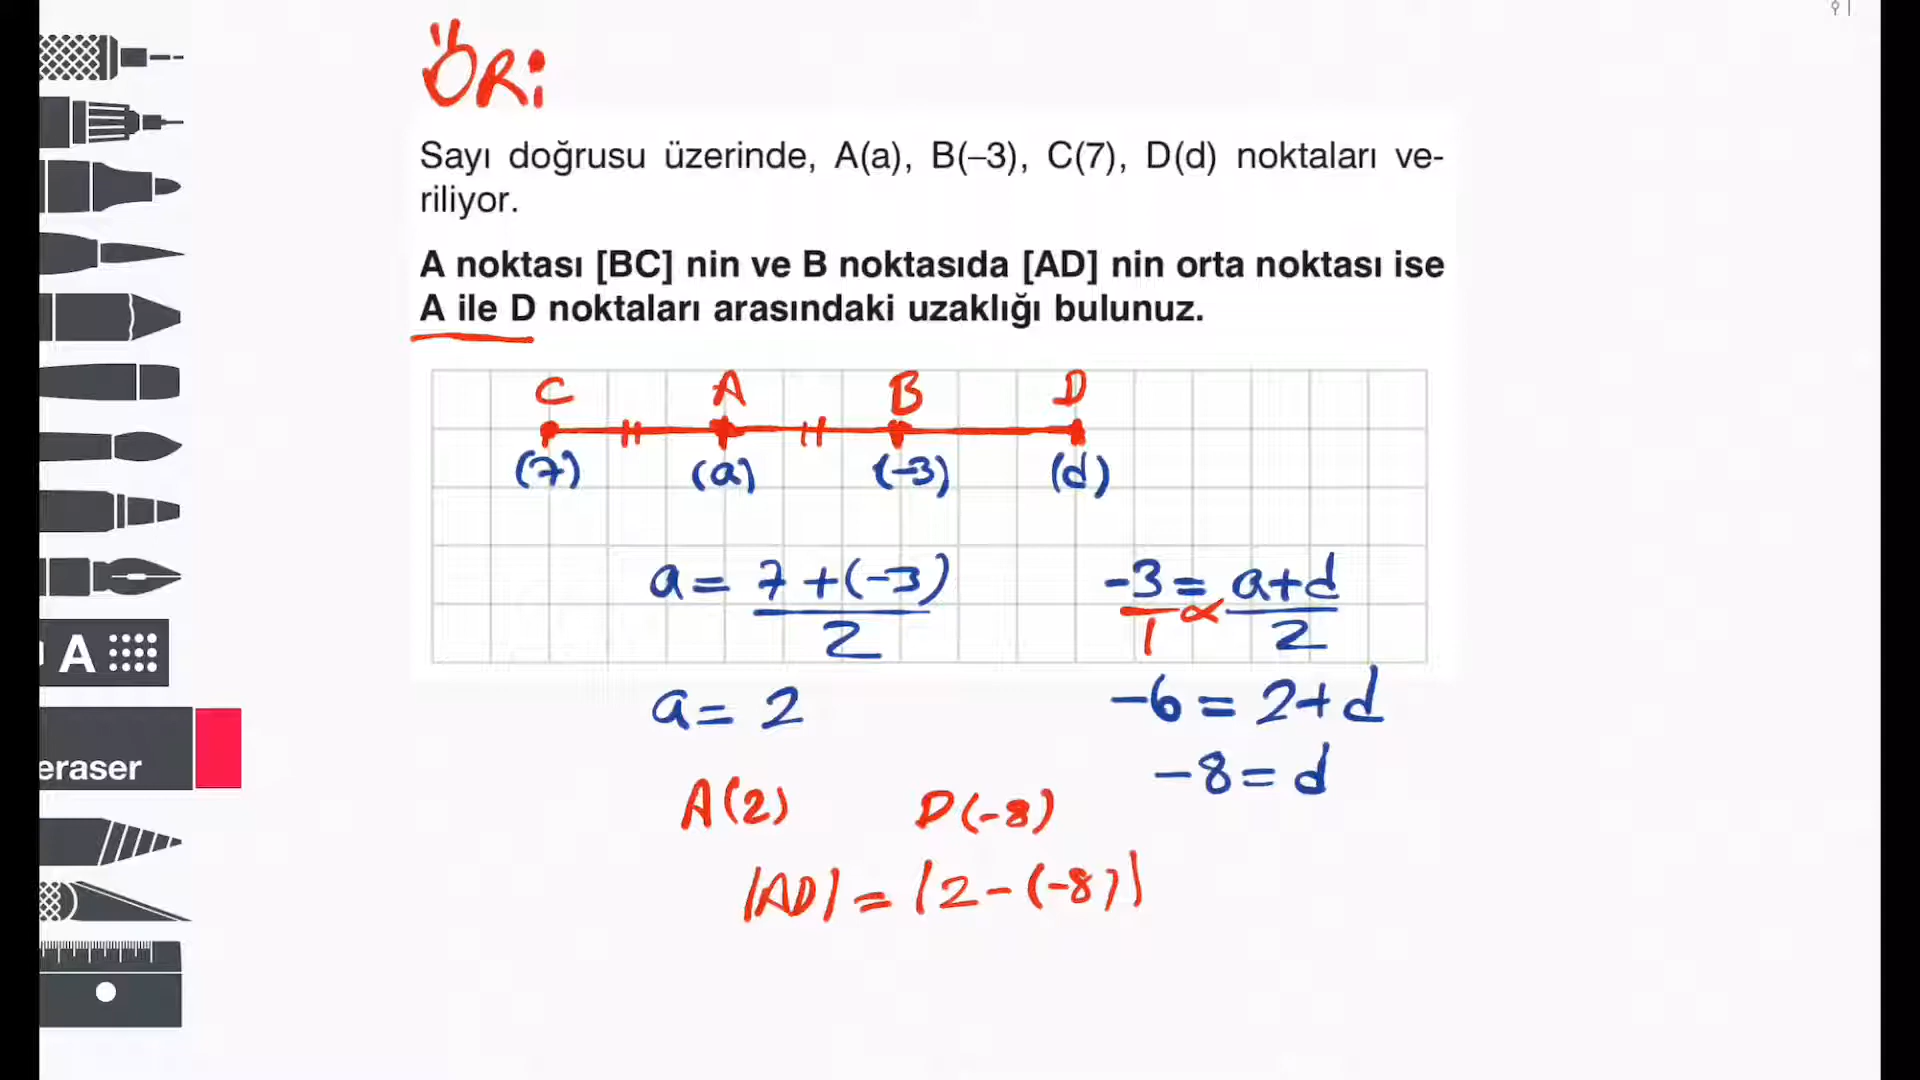 ÖR:
Sayı doğrusu üzerinde, A(a), B(–3), C(7), D(d) noktaları ve-
riliyor.
A noktası [BC] nin ve B noktasıda [AD] nin orta noktası ise
A ile D noktaları arasındaki uzaklığı bulunuz.
C A B D
(7) (a) (-3) (d)
a = 7+(-3)/2
-3/1 = a+d/2
a = 2
-6 = 2+d
-8 = d
A(2) D(-8)
|AD| = |2-(-8)|
A
eraser